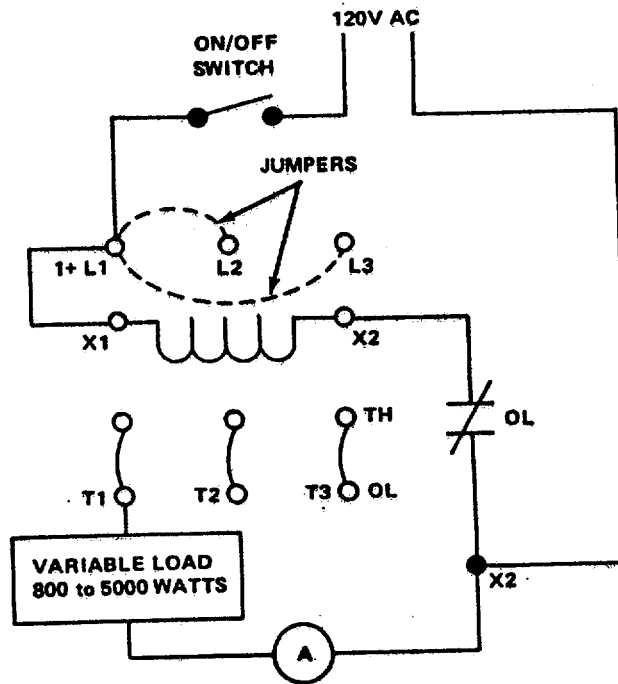 120V AC
ON/OFF
SWITCH
JUMPERS
1+ L1
L2
L3
X1
X2
TH
OL
T1
T2
T3
OL
VARIABLE LOAD
800 to 5000 WATTS
X2
A